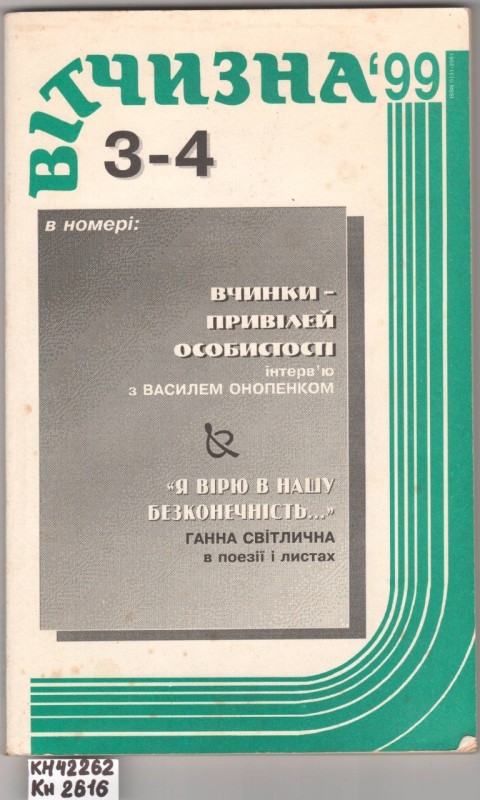 ВІТЧИЗНА'99
3-4
в номері:
ВЧИНКИ –
ПРИВІЛЕЙ
ОСОБИСТОСТІ
інтерв'ю
з ВАСИЛЕМ ОНОПЕНКОМ
&
"Я ВІРЮ В НАШУ
БЕЗКОНЕЧНІСТЬ..."
ГАННА СВІТЛИЧНА
в поезії і листах
КН42262
Кн 2616